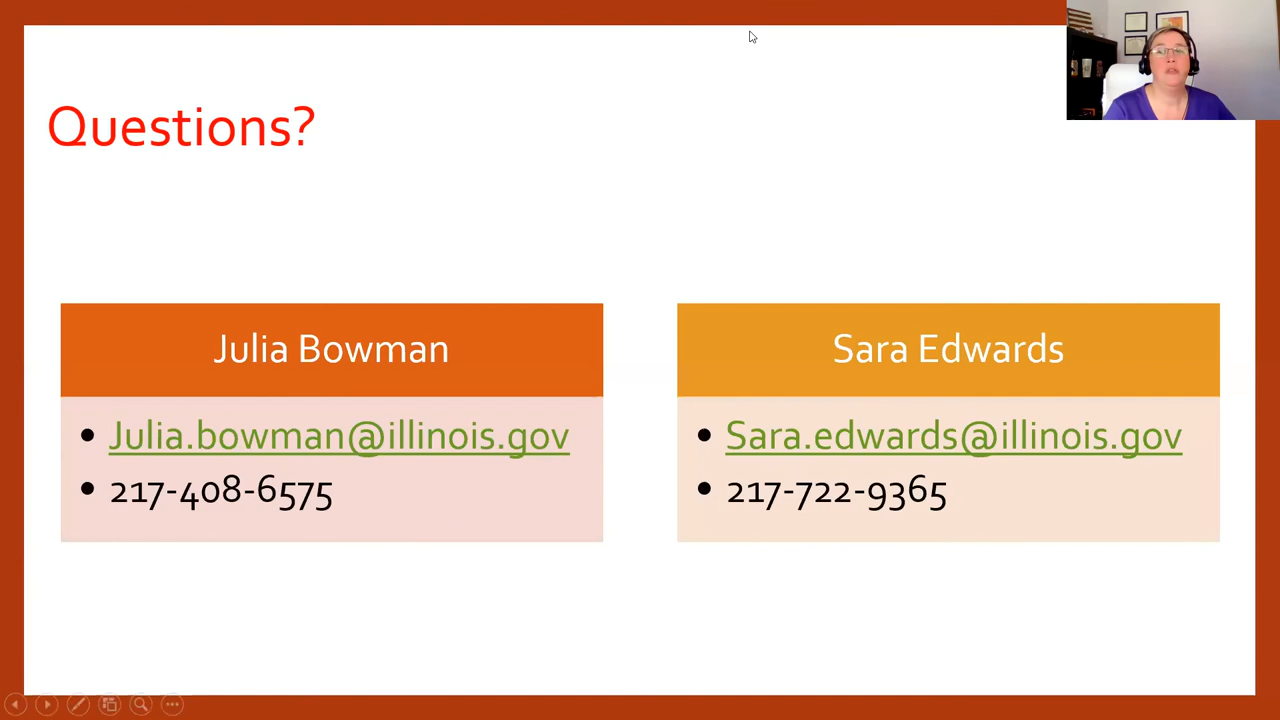 Questions?
Julia Bowman
Julia.bowman@illinois.gov
217-408-6575
Sara Edwards
Sara.edwards@illinois.gov
217-722-9365